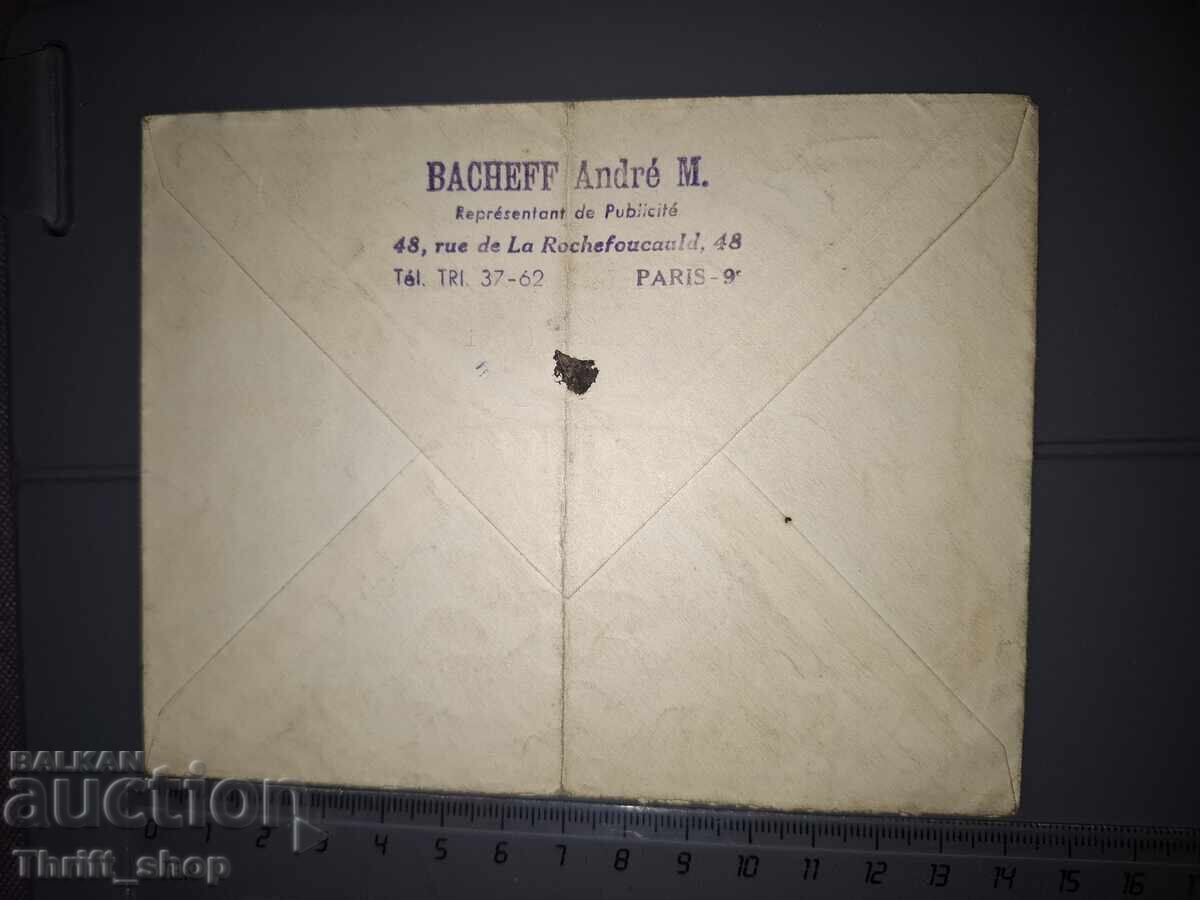 BACHEFF André M.
Représentant de Publicité
48, rue de La Rochefoucauld, 48
Tél. TRI. 37-62 PARIS-9ᵉ
BALKAN
auction
Thrift_shop
0 1 2 3 4 5 6 7 8 9 10 11 12 13 14 15 16